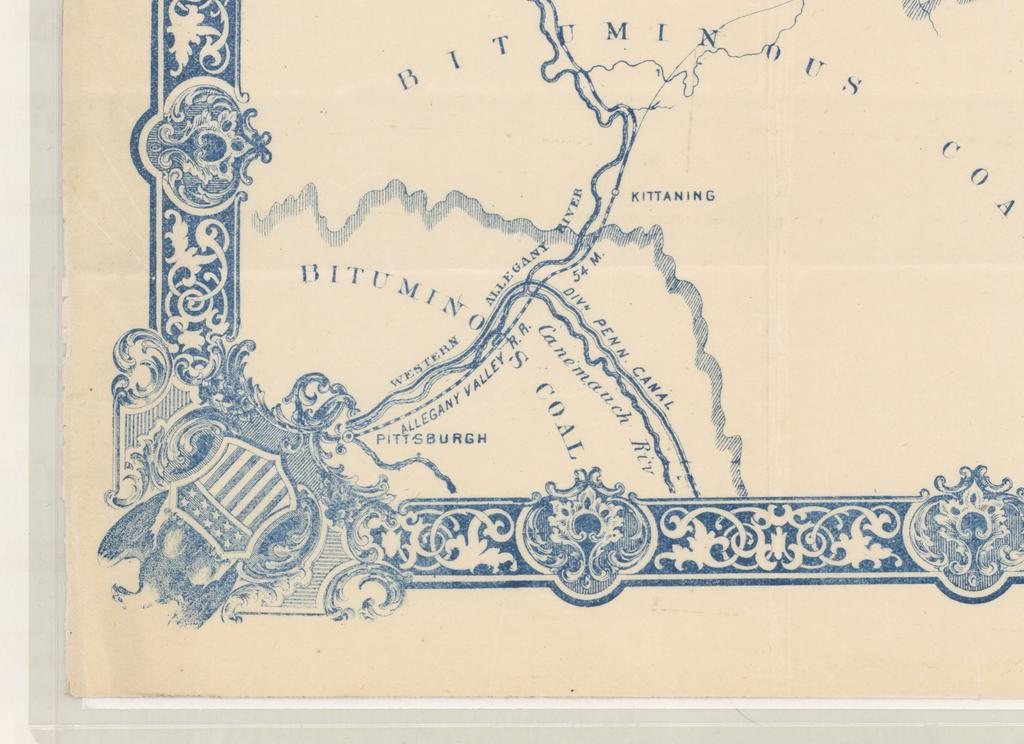 BITUMINOUS
COA
KITTANING
ALLEGANY RIVER
54 M.
BITUMINOUS COAL
WESTERN DIVN PENN. CANAL
ALLEGANY VALLEY R.R.
Canemauch Riv
PITTSBURGH